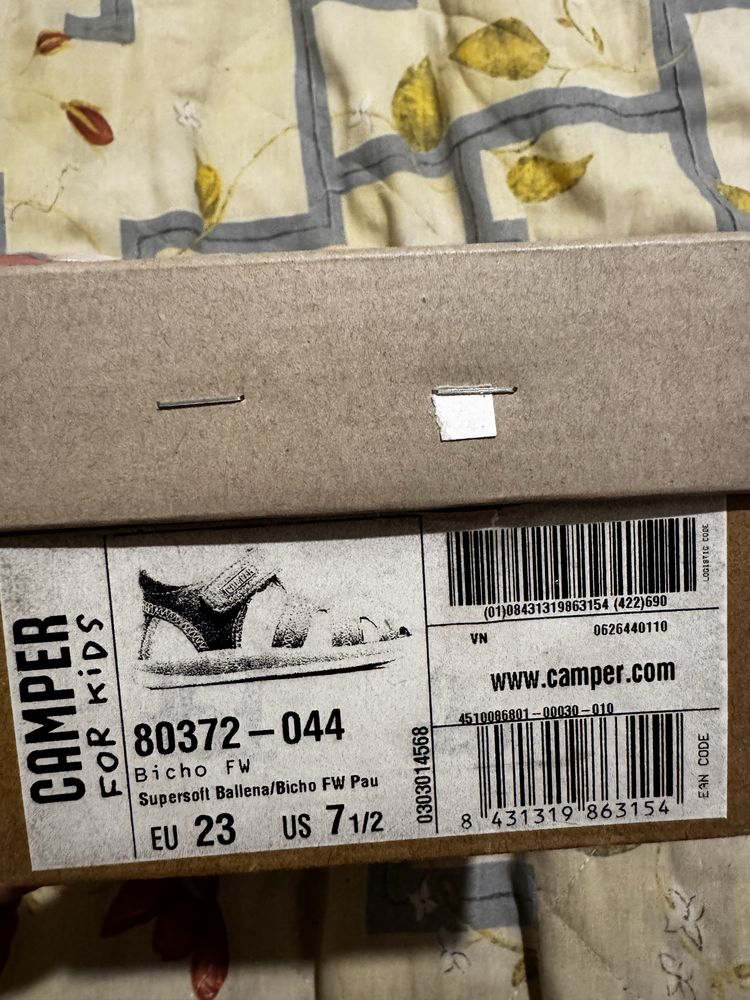 CAMPER
FOR KiDS
80372-044
Bicho FW
Supersoft Ballena/Bicho FW Pau
EU 23 US 7 1/2
0303014568
LOGISTIC CODE
(01)08431319863154 (422)690
VN 0626440110
www.camper.com
4510086801-00030-010
EAN CODE
8 431319 863154